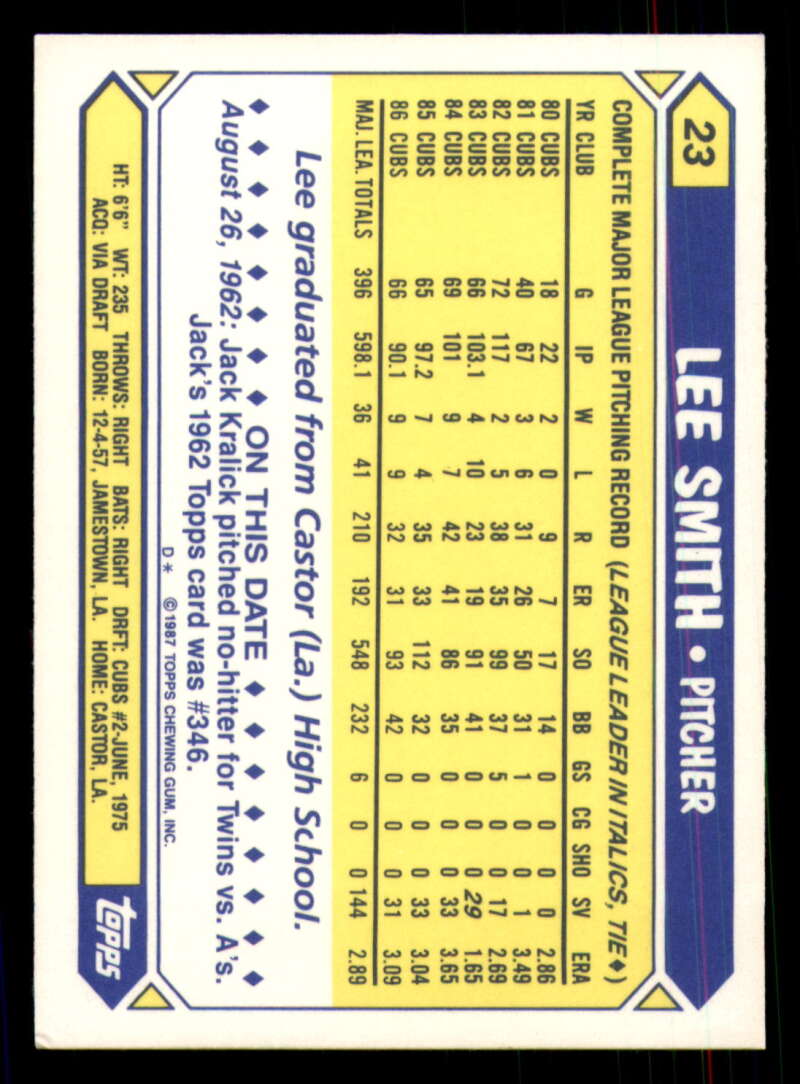 23 LEE SMITH • PITCHER
COMPLETE MAJOR LEAGUE PITCHING RECORD (LEAGUE LEADER IN ITALICS, TIE♦)
YR CLUB G IP W L R ER SO BB GS CG SHO SV ERA
80 CUBS 18 22 2 0 9 7 17 14 0 0 0 0 2.86
81 CUBS 40 67 3 6 31 26 50 31 1 0 0 1 3.49
82 CUBS 72 117 2 5 38 35 99 37 5 0 0 17 2.69
83 CUBS 66 103.1 4 10 23 19 91 41 0 0 0 29 1.65
84 CUBS 69 101 9 7 42 41 86 35 0 0 0 33 3.65
85 CUBS 65 97.2 7 4 35 33 112 32 0 0 0 33 3.04
86 CUBS 66 90.1 9 9 32 31 93 42 0 0 0 31 3.09
MAJ. LEA. TOTALS 396 598.1 36 41 210 192 548 232 6 0 0 144 2.89
Lee graduated from Castor (La.) High School.
♦ ♦ ♦ ♦ ♦ ♦ ♦ ♦ ON THIS DATE ♦ ♦ ♦ ♦ ♦ ♦ ♦ ♦
August 26, 1962: Jack Kralick pitched no-hitter for Twins vs. A's.
Jack's 1962 Topps card was #346.
D* ©1987 TOPPS CHEWING GUM, INC.
HT: 6'6" WT: 235 THROWS: RIGHT BATS: RIGHT DRFT: CUBS #2-JUNE, 1975
ACQ: VIA DRAFT BORN: 12-4-57, JAMESTOWN, LA. HOME: CASTOR, LA.
topps